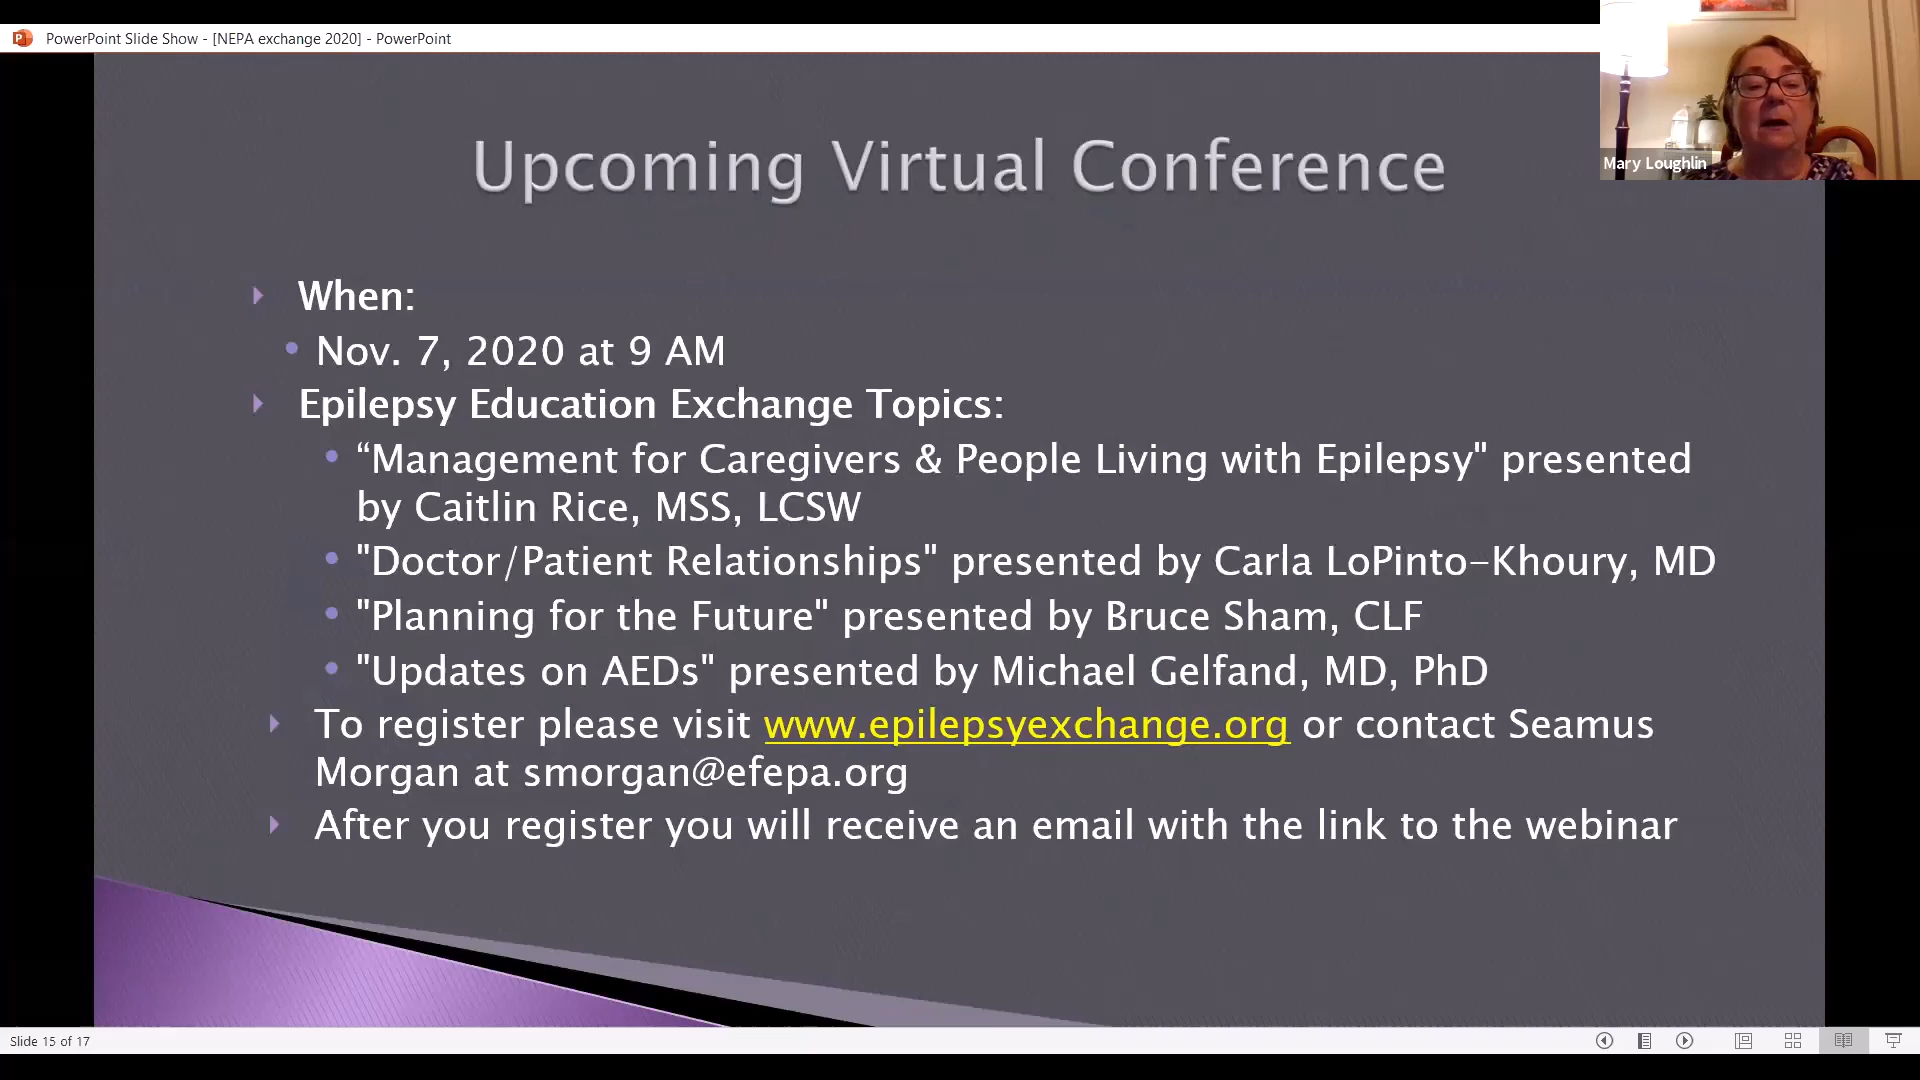 PowerPoint Slide Show - [NEPA exchange 2020] - PowerPoint
Mary Loughlin
Upcoming Virtual Conference
When:
Nov. 7, 2020 at 9 AM
Epilepsy Education Exchange Topics:
“Management for Caregivers & People Living with Epilepsy" presented
by Caitlin Rice, MSS, LCSW
"Doctor/Patient Relationships" presented by Carla LoPinto-Khoury, MD
"Planning for the Future" presented by Bruce Sham, CLF
"Updates on AEDs" presented by Michael Gelfand, MD, PhD
To register please visit www.epilepsyexchange.org or contact Seamus
Morgan at smorgan@efepa.org
After you register you will receive an email with the link to the webinar
Slide 15 of 17